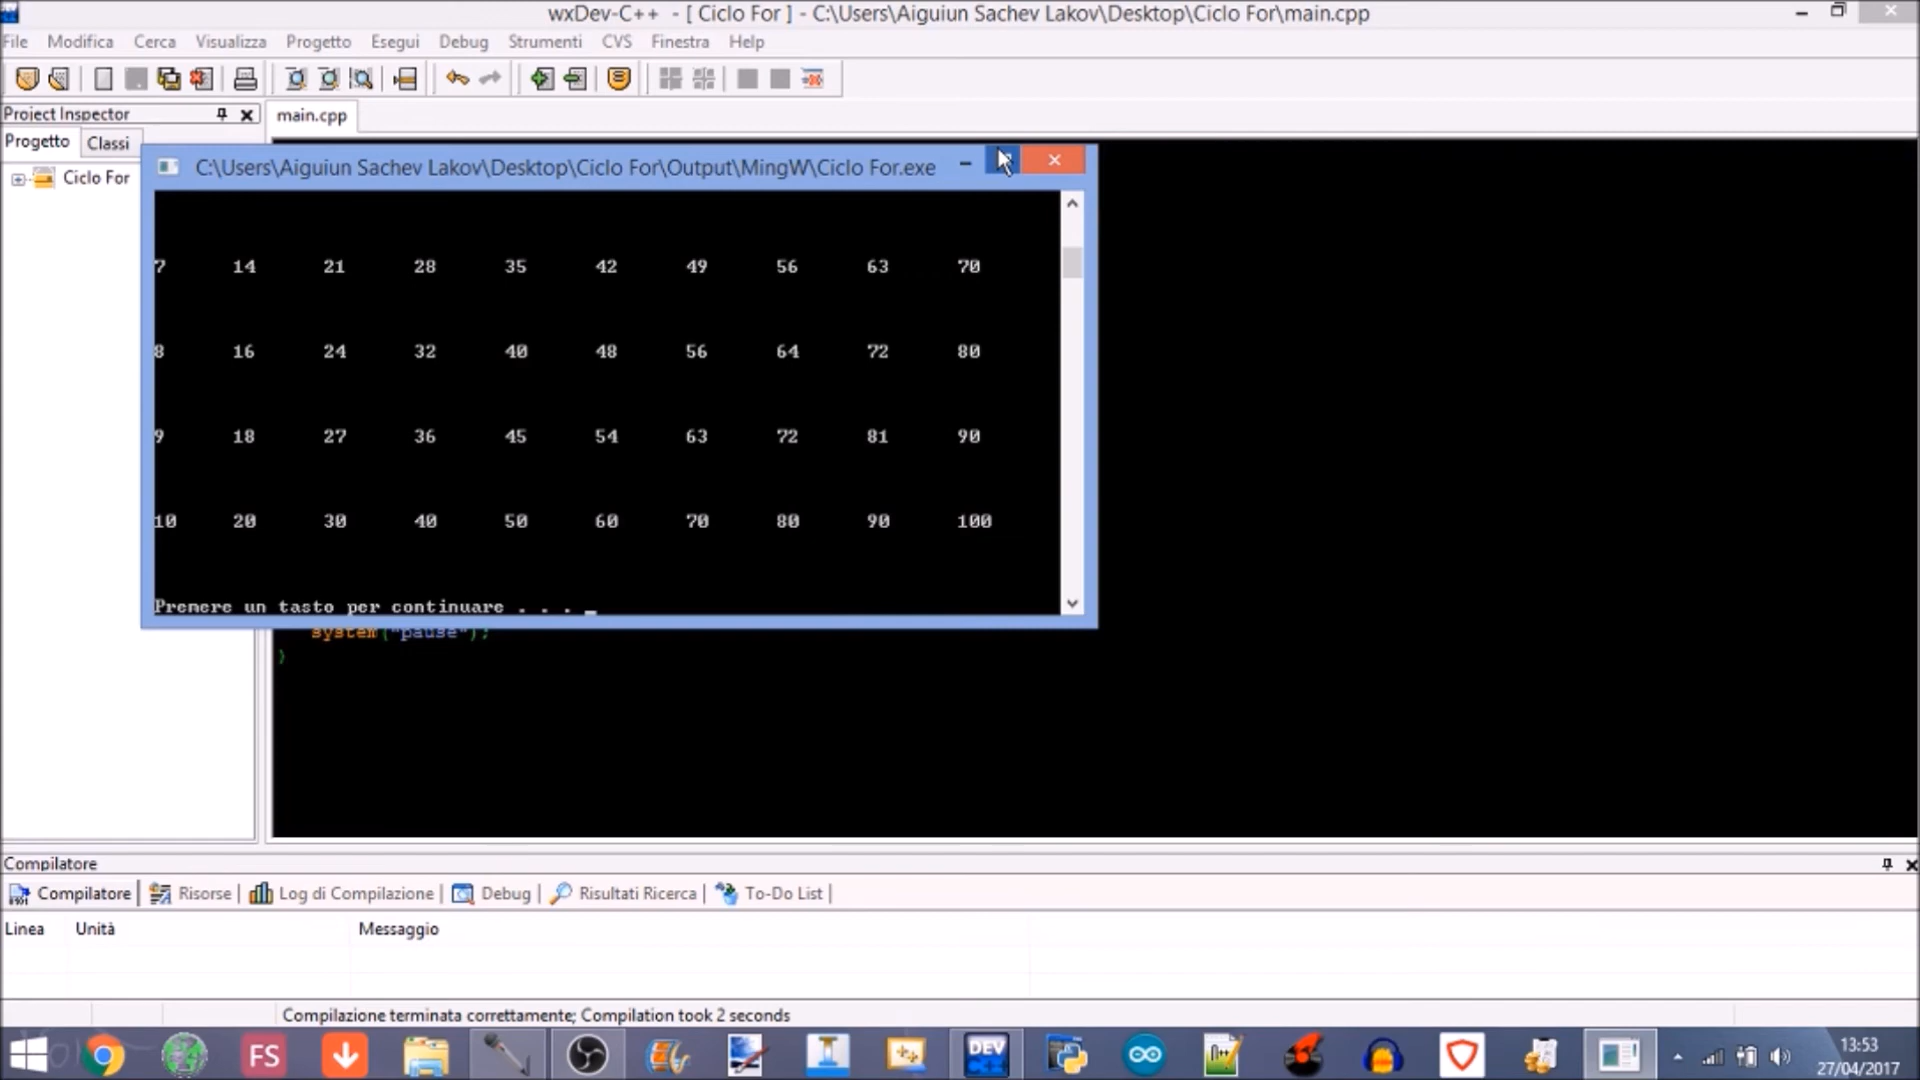 wxDev-C++ - [ Ciclo For ] - C:\Users\Aiguiun Sachev Lakov\Desktop\Ciclo For\main.cpp
File Modifica Cerca Visualizza Progetto Esegui Debug Strumenti CVS Finestra Help
Project Inspector
main.cpp
Progetto Classi
Ciclo For
C:\Users\Aiguiun Sachev Lakov\Desktop\Ciclo For\Output\MingW\Ciclo For.exe
7 14 21 28 35 42 49 56 63 70
8 16 24 32 40 48 56 64 72 80
9 18 27 36 45 54 63 72 81 90
10 20 30 40 50 60 70 80 90 100
Premere un tasto per continuare . . . _
system("pause");
}
Compilatore
Compilatore Risorse Log di Compilazione Debug Risultati Ricerca To-Do List
Linea Unità Messaggio
Compilazione terminata correttamente; Compilation took 2 seconds
FS DEV C++
13:53
27/04/2017